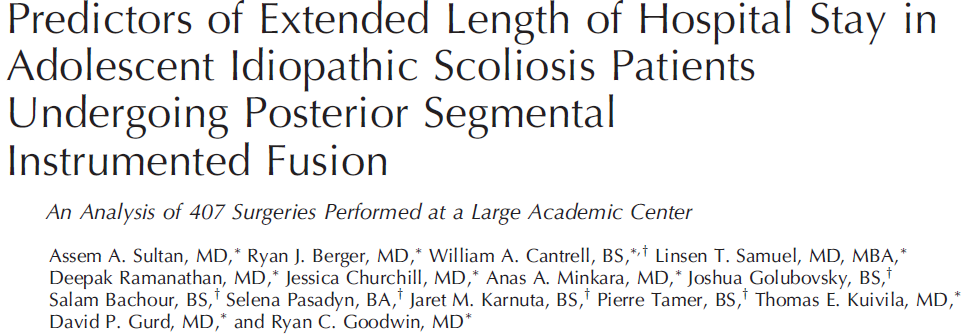 Predictors of Extended Length of Hospital Stay in
Adolescent Idiopathic Scoliosis Patients
Undergoing Posterior Segmental
Instrumented Fusion
An Analysis of 407 Surgeries Performed at a Large Academic Center
Assem A. Sultan, MD,* Ryan J. Berger, MD,* William A. Cantrell, BS,*,† Linsen T. Samuel, MD, MBA,*
Deepak Ramanathan, MD,* Jessica Churchill, MD,* Anas A. Minkara, MD,* Joshua Golubovsky, BS,†
Salam Bachour, BS,† Selena Pasadyn, BA,† Jaret M. Karnuta, BS,† Pierre Tamer, BS,† Thomas E. Kuivila, MD,*
David P. Gurd, MD,* and Ryan C. Goodwin, MD*